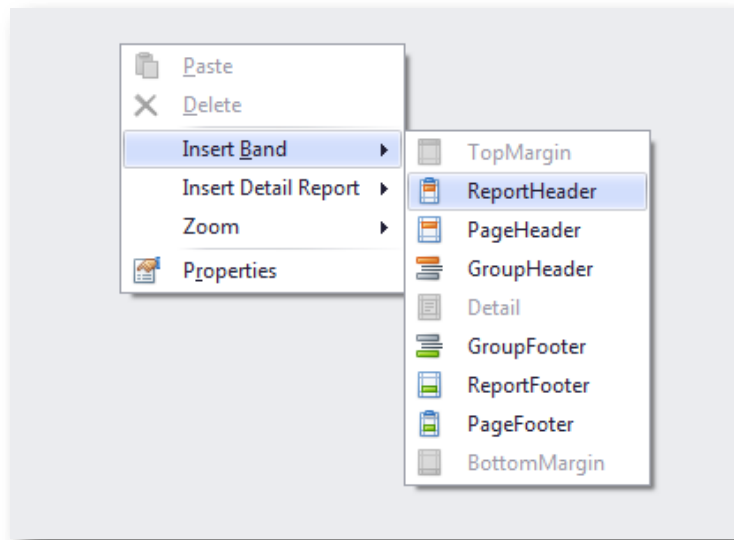 Paste
Delete
Insert Band
Insert Detail Report
Zoom
Properties
TopMargin
ReportHeader
PageHeader
GroupHeader
Detail
GroupFooter
ReportFooter
PageFooter
BottomMargin